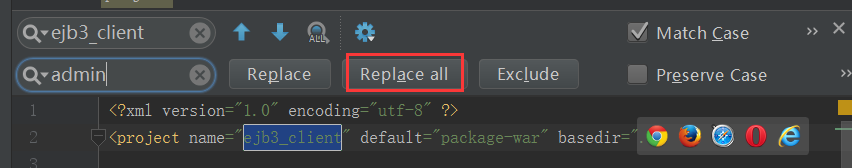 ejb3_client
Match Case
admin
Replace
Replace all
Exclude
Preserve Case
1 <?xml version="1.0" encoding="utf-8" ?>
2 <project name="ejb3_client" default="package-war" basedir=".